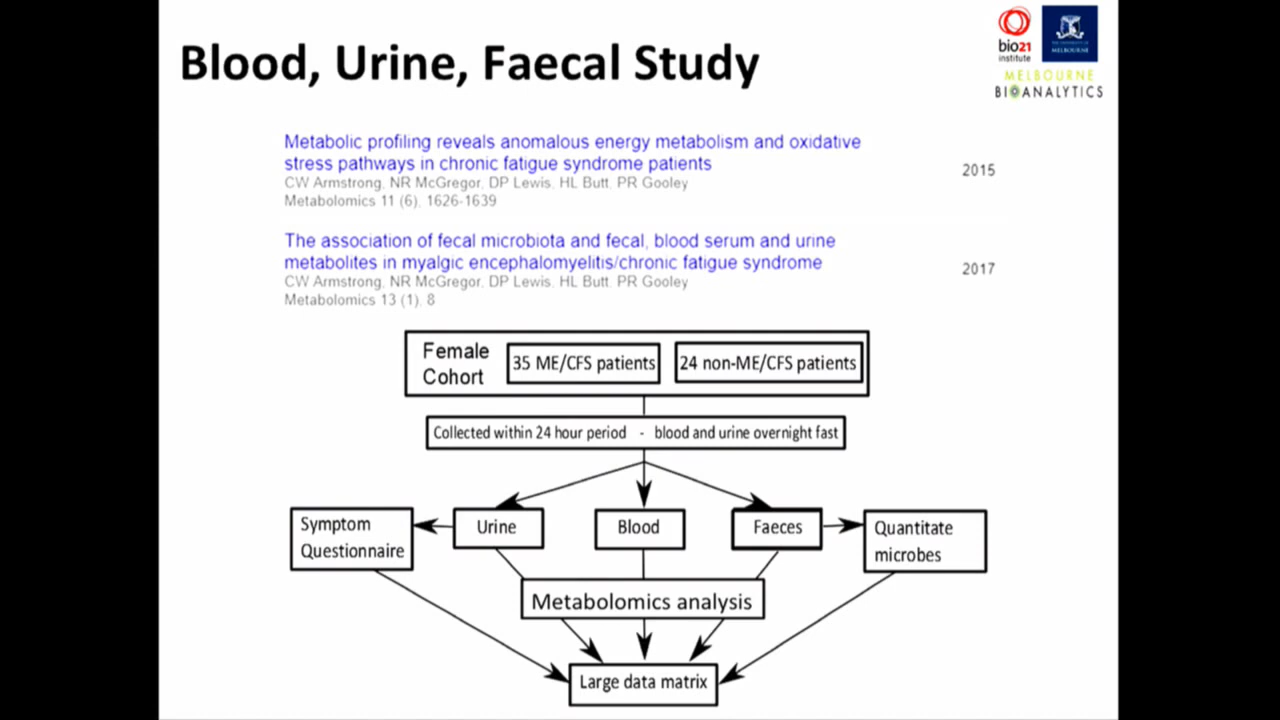 Blood, Urine, Faecal Study
bio21
institute
THE UNIVERSITY OF
MELBOURNE
MELBOURNE
BIOANALYTICS
Metabolic profiling reveals anomalous energy metabolism and oxidative
stress pathways in chronic fatigue syndrome patients
CW Armstrong, NR McGregor, DP Lewis, HL Butt, PR Gooley
Metabolomics 11 (6), 1626-1639
2015
The association of fecal microbiota and fecal, blood serum and urine
metabolites in myalgic encephalomyelitis/chronic fatigue syndrome
CW Armstrong, NR McGregor, DP Lewis, HL Butt, PR Gooley
Metabolomics 13 (1), 8
2017
Female
Cohort
35 ME/CFS patients
24 non-ME/CFS patients
Collected within 24 hour period - blood and urine overnight fast
Symptom
Questionnaire
Urine
Blood
Faeces
Quantitate
microbes
Metabolomics analysis
Large data matrix